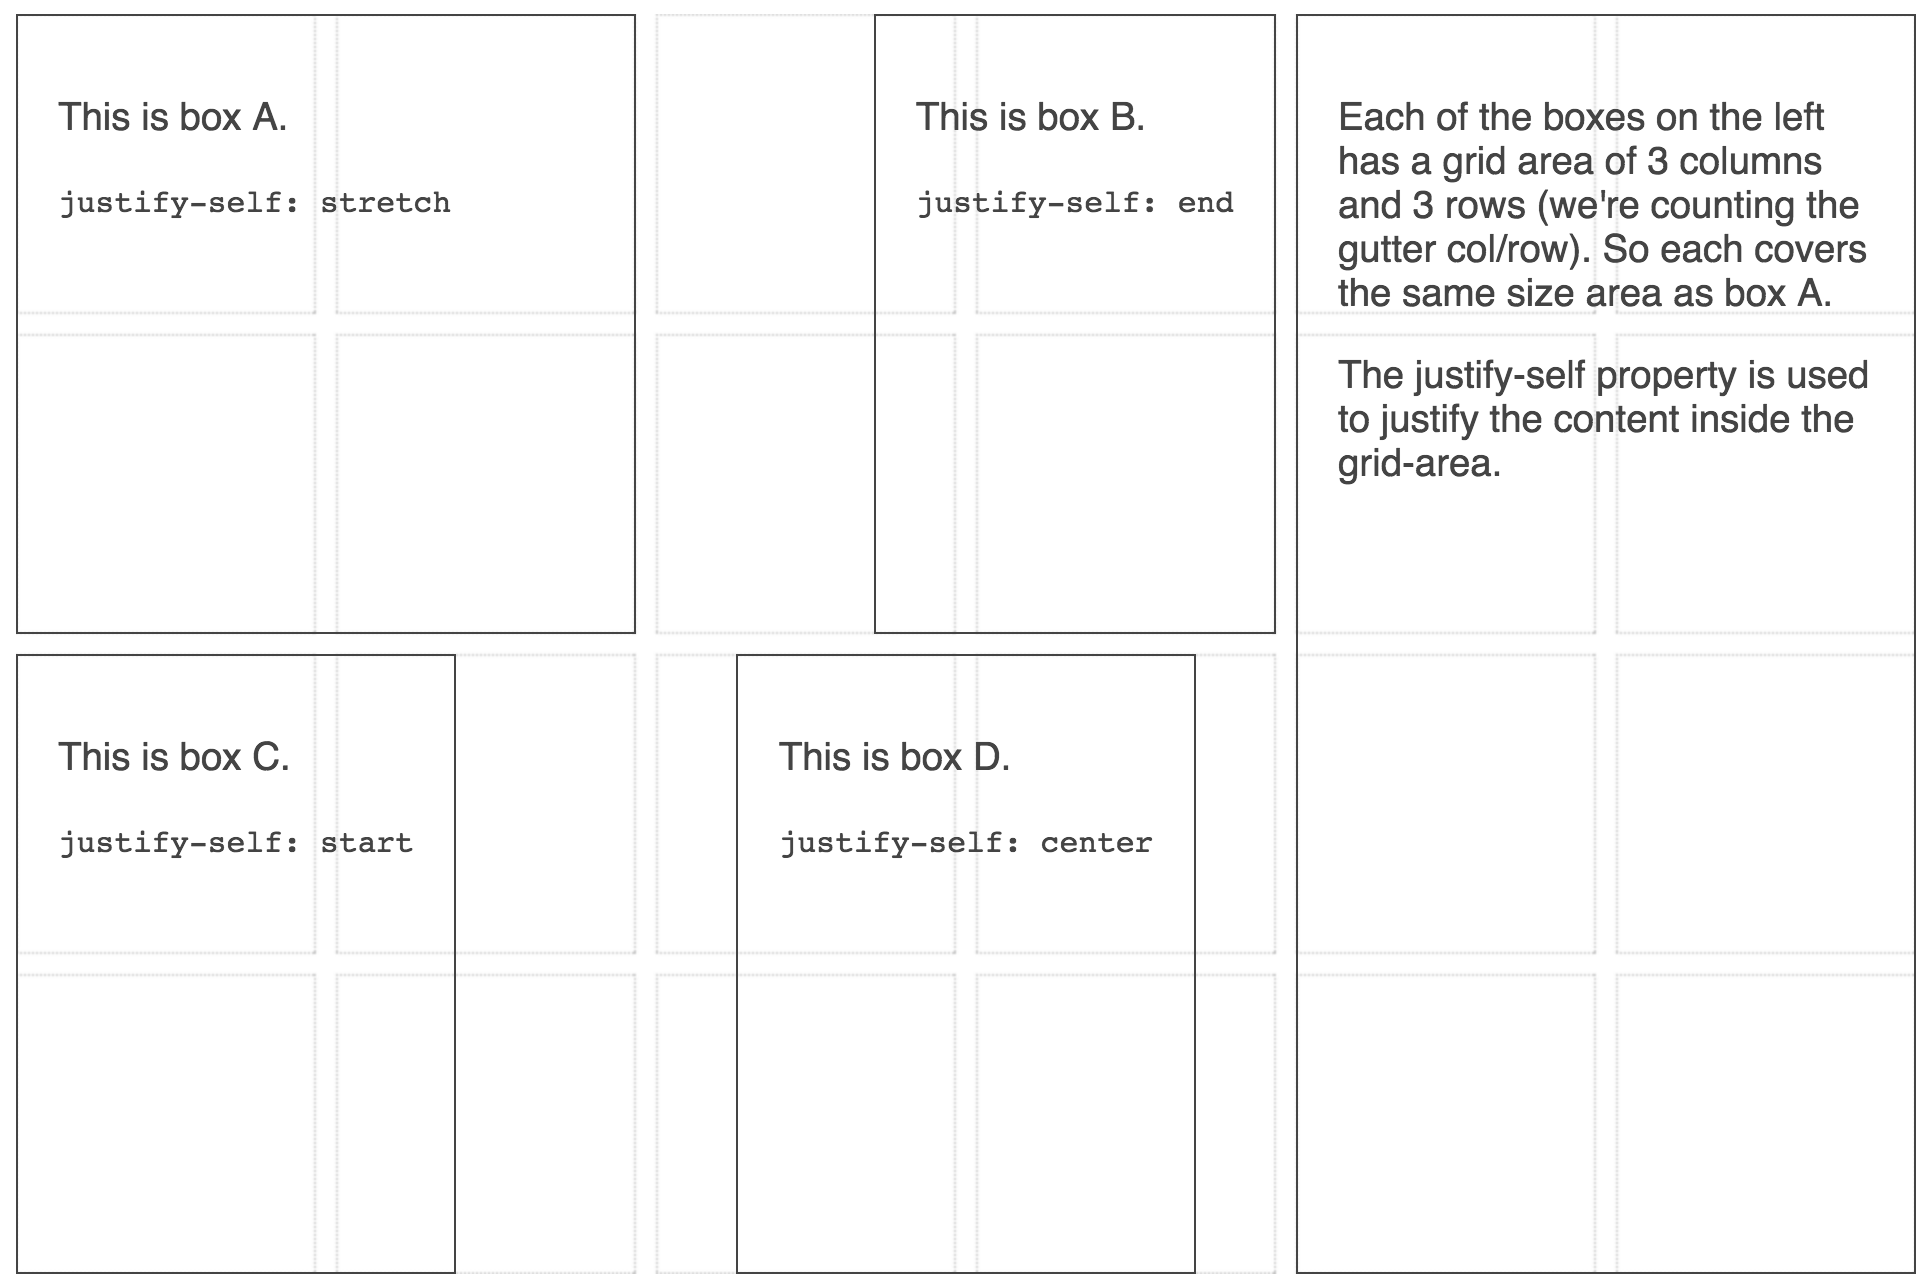 This is box A.
justify-self: stretch
This is box B.
justify-self: end
Each of the boxes on the left
has a grid area of 3 columns
and 3 rows (we're counting the
gutter col/row). So each covers
the same size area as box A.
The justify-self property is used
to justify the content inside the
grid-area.
This is box C.
justify-self: start
This is box D.
justify-self: center